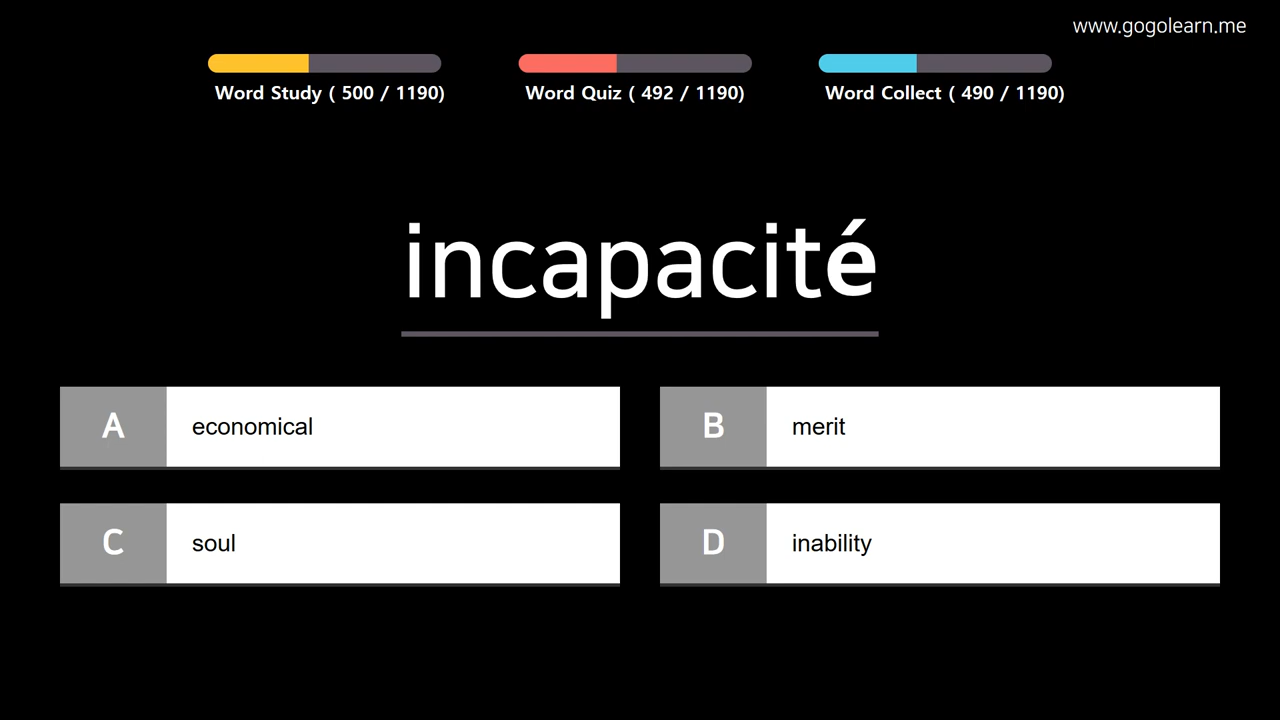 www.gogolearn.me
Word Study ( 500 / 1190)
Word Quiz ( 492 / 1190)
Word Collect ( 490 / 1190)
incapacité
A economical
B merit
C soul
D inability